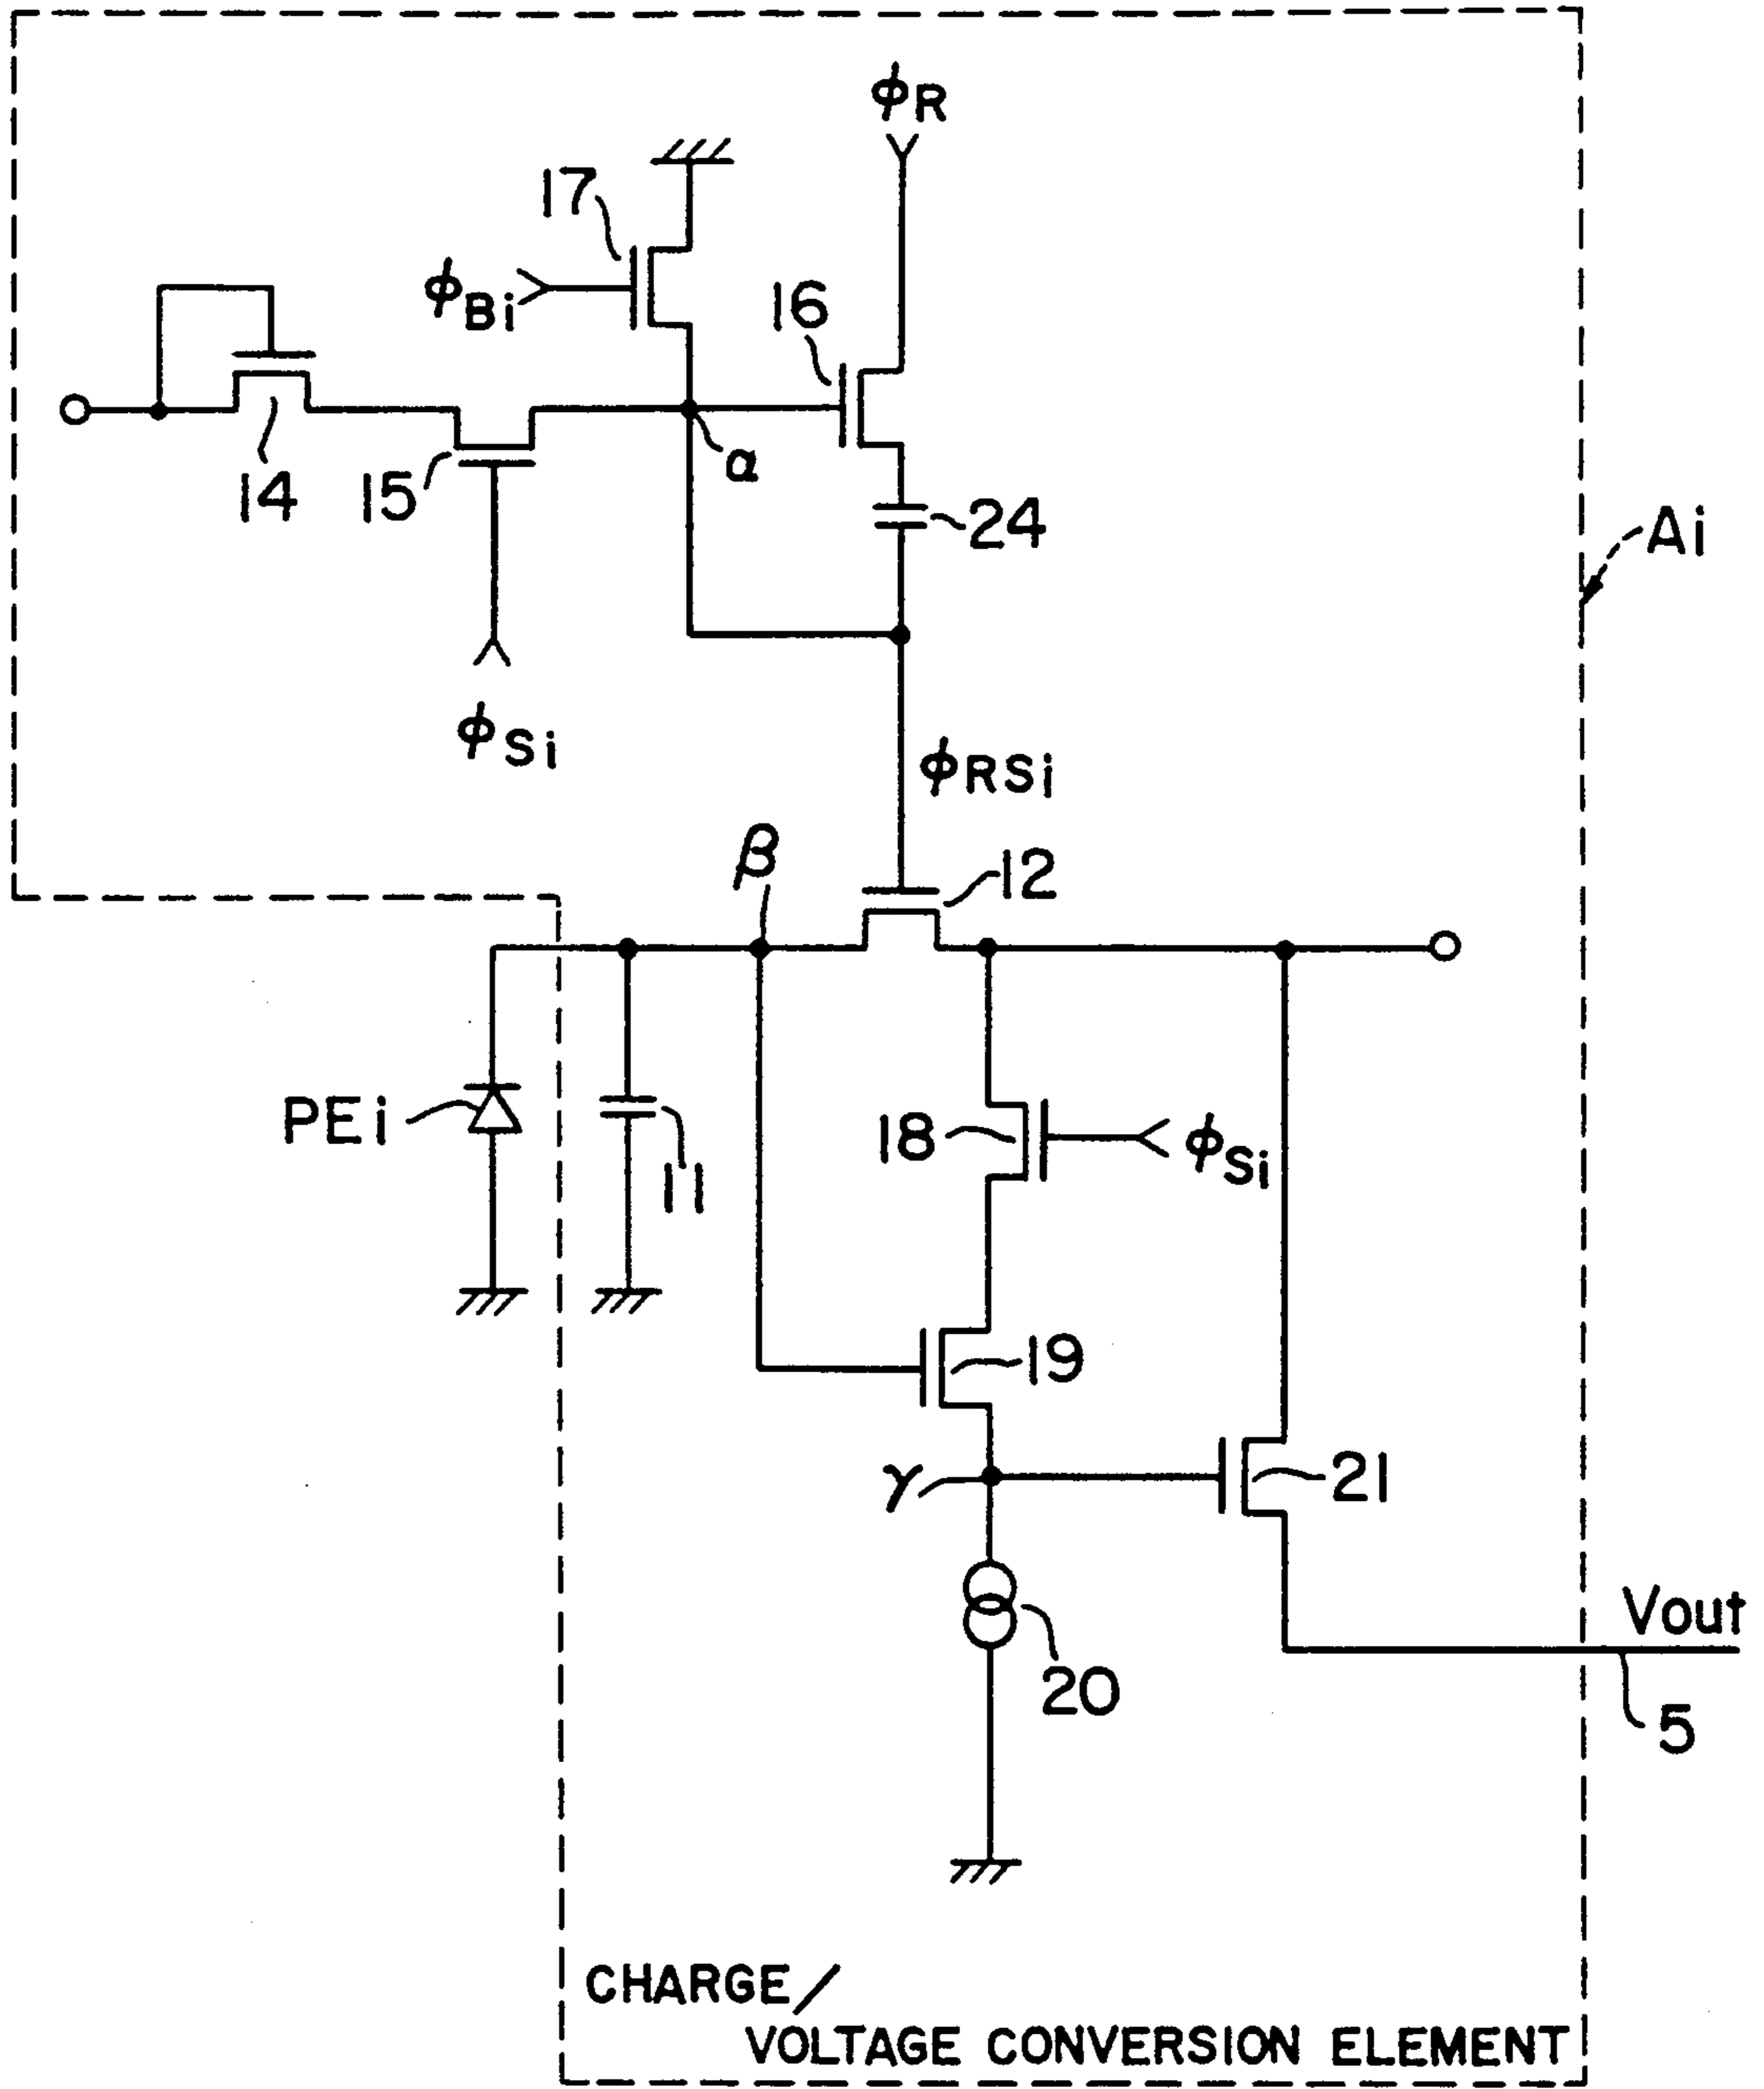 ϕR
17
ϕBi
16
14
15
α
24
Ai
ϕSi
ϕRSi
β
12
PEi
11
18
ϕSi
19
γ
21
20
Vout
5
CHARGE/
VOLTAGE CONVERSION ELEMENT